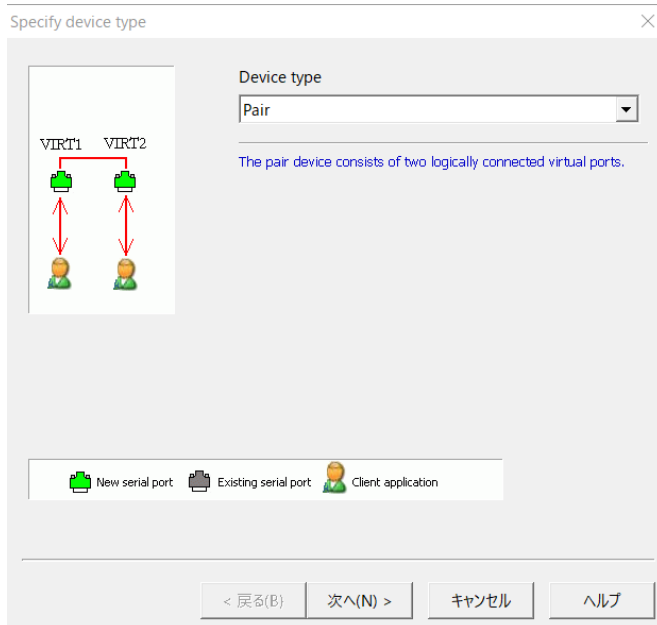 Specify device type
Device type
Pair
The pair device consists of two logically connected virtual ports.
VIRT1 VIRT2
New serial port Existing serial port Client application
< 戻る(B) 次へ(N) > キャンセル ヘルプ